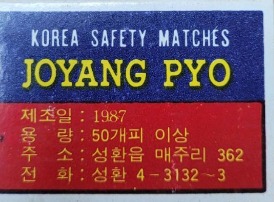 KOREA SAFETY MATCHES
JOYANG PYO
제조일 : 1987
용 량 : 50개피 이상
주 소 : 성환읍 매주리 362
전 화 : 성환 4-3132~3